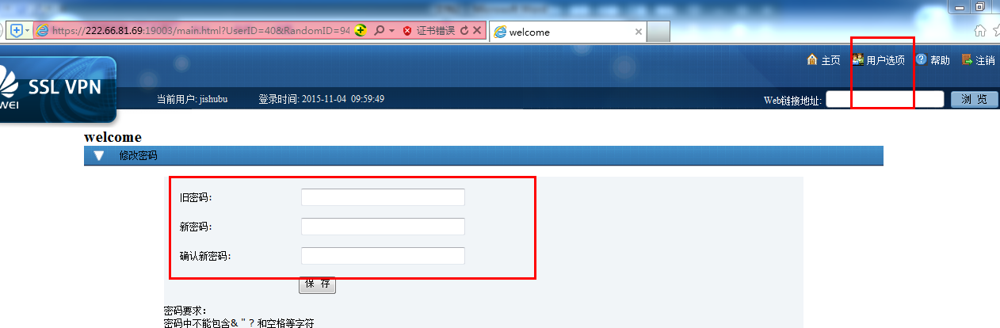 https://222.66.81.69:19003/main.html?UserID=40&RandomID=94
证书错误
welcome
主页
用户选项
帮助
注销
WEI
SSL VPN
当前用户: jishubu
登录时间: 2015-11-04 09:59:49
Web链接地址:
浏 览
welcome
修改密码
旧密码:
新密码:
确认新密码:
保 存
密码要求:
密码中不能包含& " ? 和空格等字符